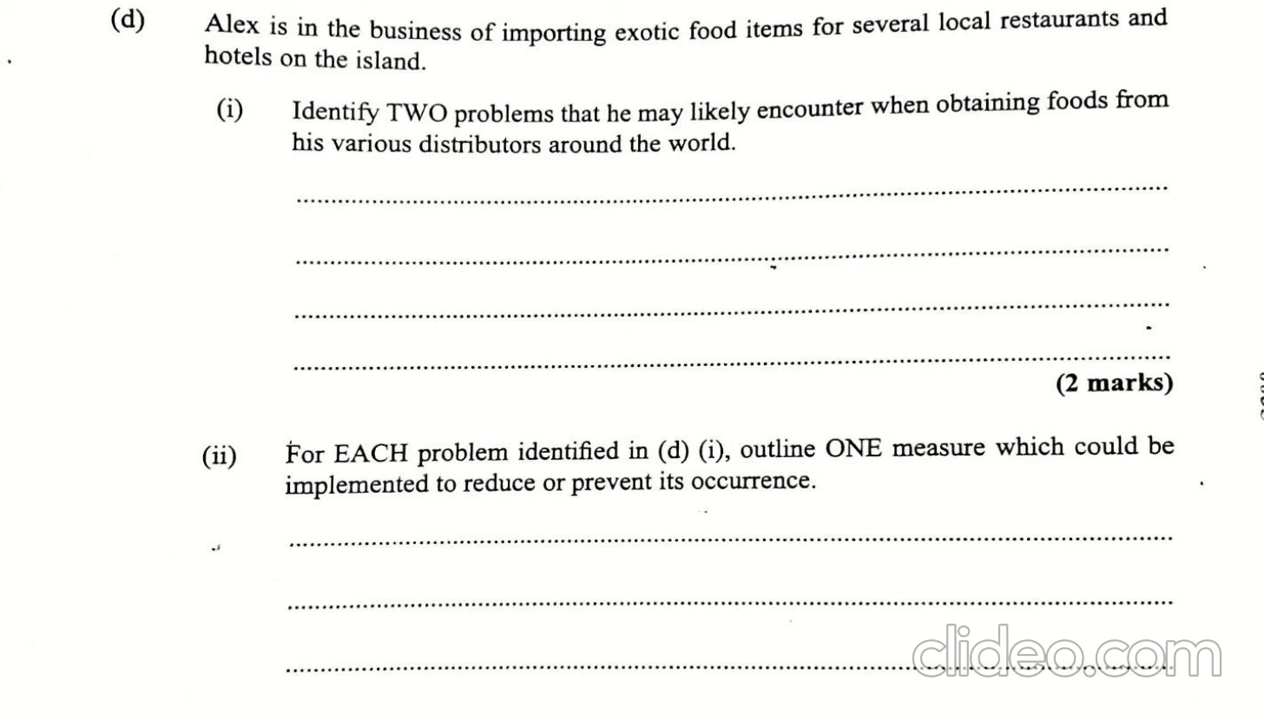 (d) Alex is in the business of importing exotic food items for several local restaurants and
hotels on the island.
(i) Identify TWO problems that he may likely encounter when obtaining foods from
his various distributors around the world.
(2 marks)
(ii) For EACH problem identified in (d) (i), outline ONE measure which could be
implemented to reduce or prevent its occurrence.
clideo.com